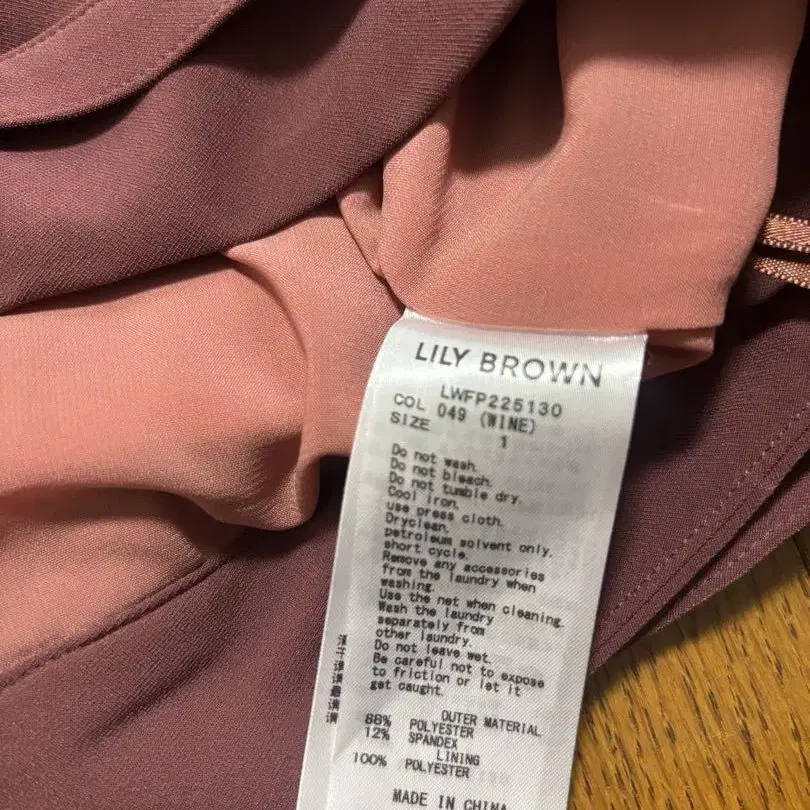 LILY BROWN
LWFP225130
COL 049 (WINE)
SIZE 1
Do not wash.
Do not bleach.
Do not tumble dry.
Cool iron.
use press cloth.
Dryclean.
petroleum solvent only.
short cycle.
Remove any accessories
from the laundry when
washing.
Use the net when cleaning.
Wash the laundry
separately from
other laundry.
Do not leave wet.
Be careful not to expose
to friction or let it
get caught.
OUTER MATERIAL
88% POLYESTER
12% SPANDEX
LINING
100% POLYESTER
MADE IN CHINA